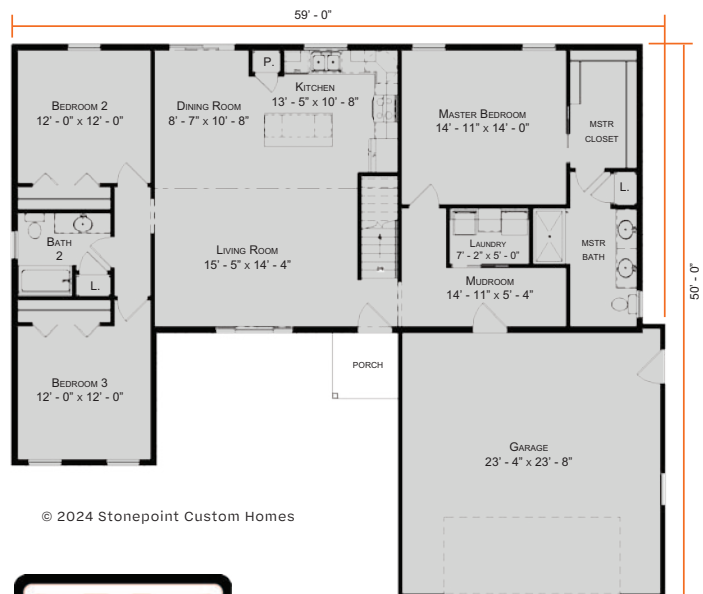 59' - 0"
P.
Kitchen
13' - 5" x 10' - 8"
Bedroom 2
12' - 0" x 12' - 0"
Dining Room
8' - 7" x 10' - 8"
Master Bedroom
14' - 11" x 14' - 0"
MSTR
CLOSET
L.
Bath
2
L.
Living Room
15' - 5" x 14' - 4"
Laundry
7' - 2" x 5' - 0"
MSTR
BATH
Mudroom
14' - 11" x 5' - 4"
50' - 0"
PORCH
Bedroom 3
12' - 0" x 12' - 0"
Garage
23' - 4" x 23' - 8"
© 2024 Stonepoint Custom Homes